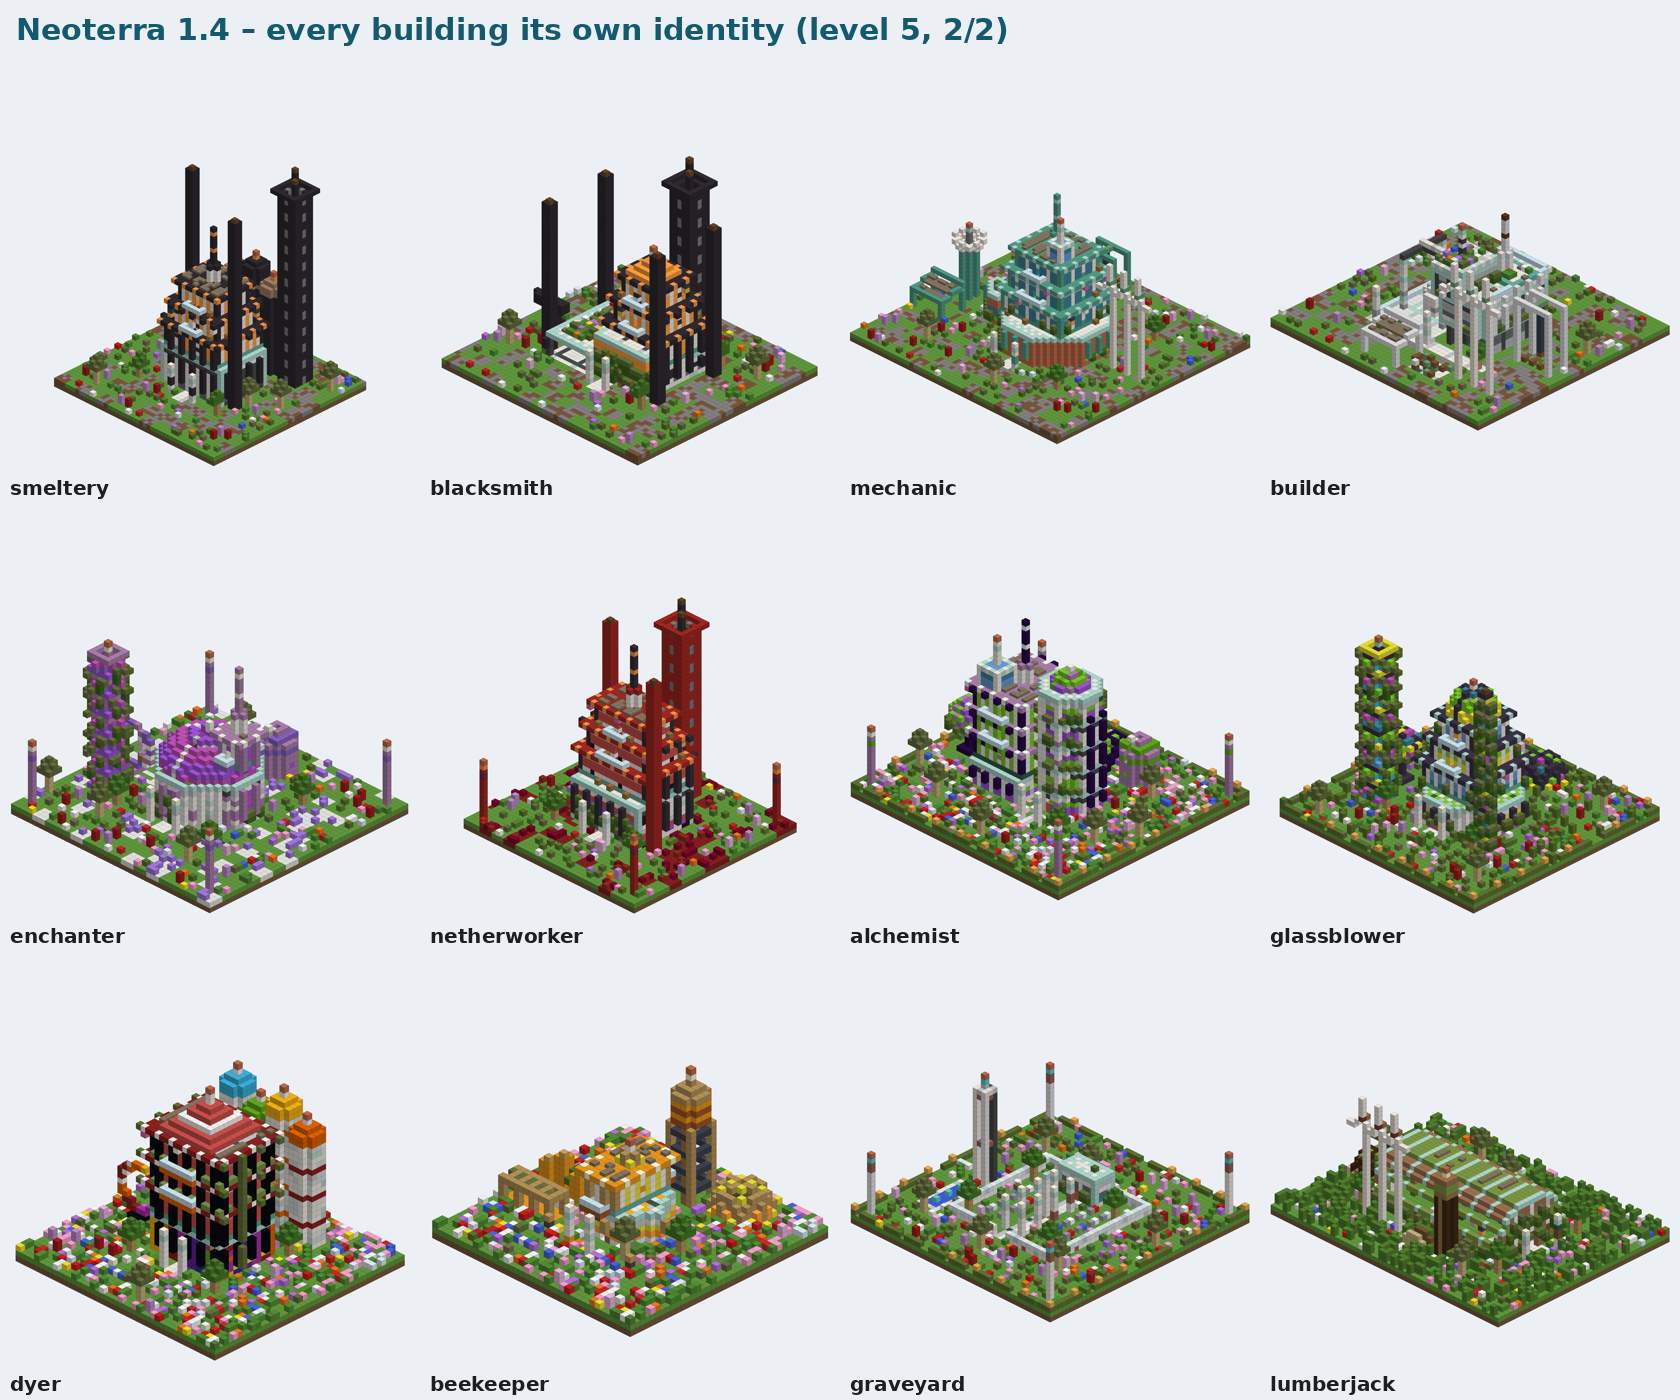 Neoterra 1.4 – every building its own identity (level 5, 2/2)
smeltery
blacksmith
mechanic
builder
enchanter
netherworker
alchemist
glassblower
dyer
beekeeper
graveyard
lumberjack